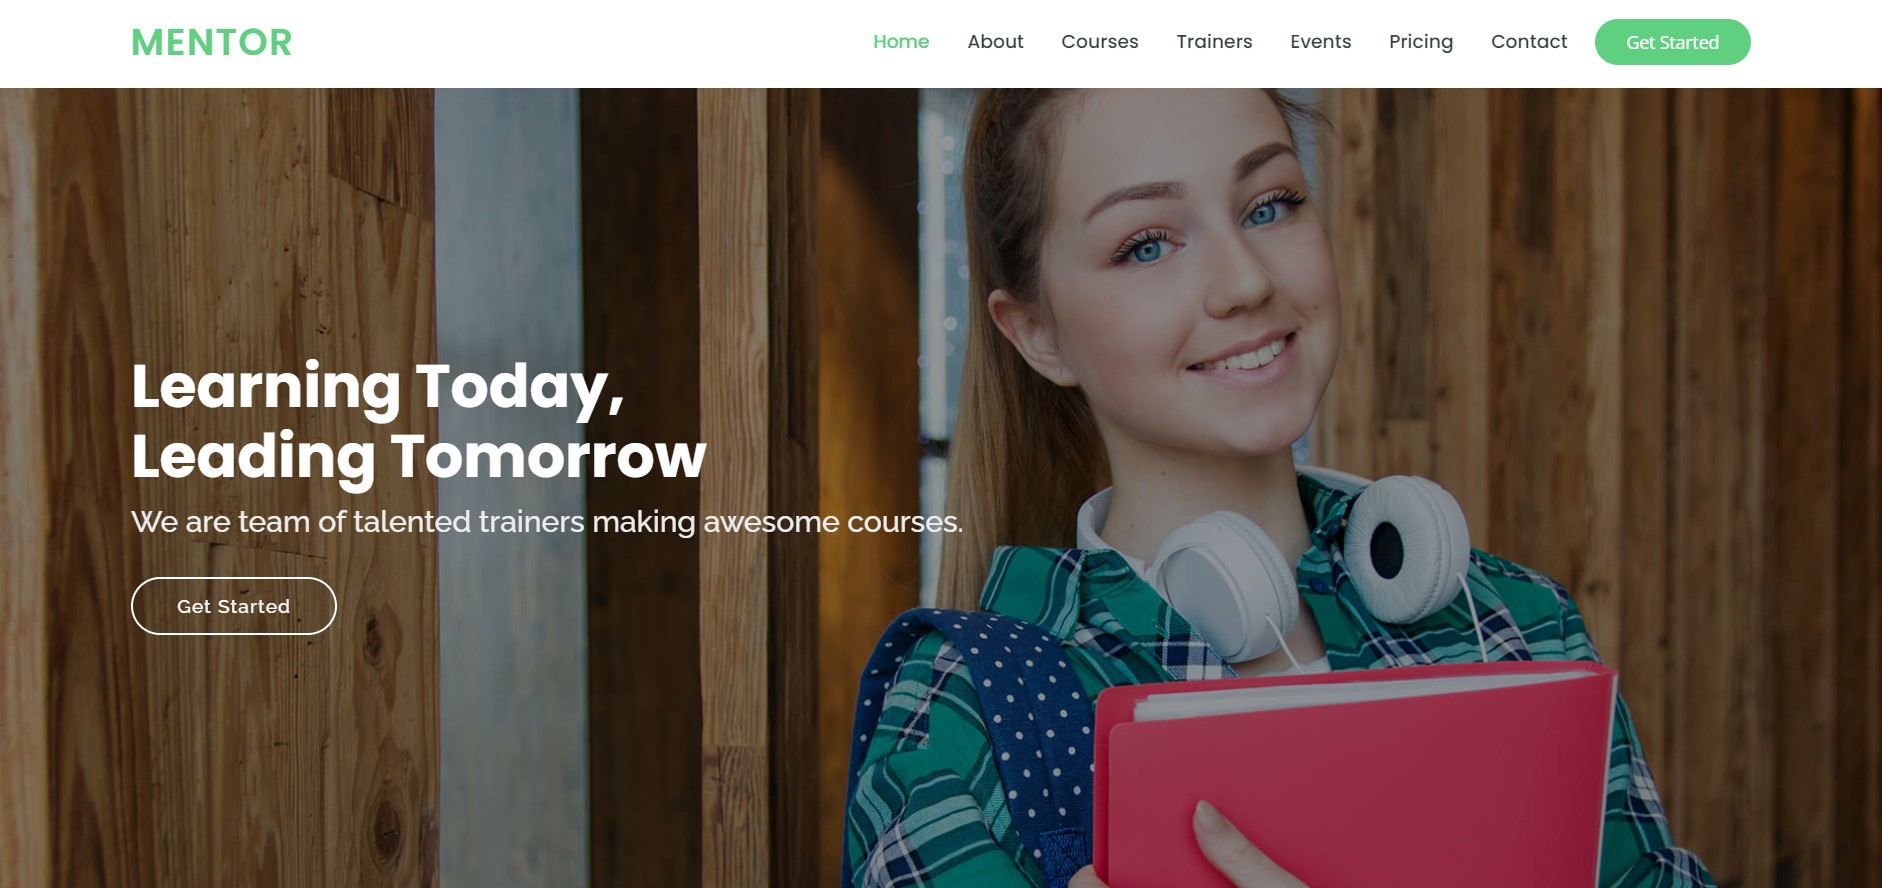 MENTOR
Home About Courses Trainers Events Pricing Contact Get Started
Learning Today,
Leading Tomorrow
We are team of talented trainers making awesome courses.
Get Started